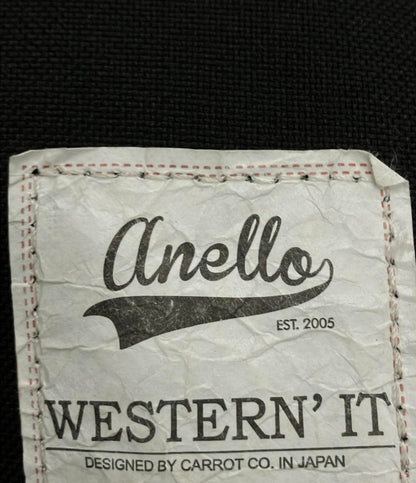 anello
EST. 2005
WESTERN' IT
DESIGNED BY CARROT CO. IN JAPAN